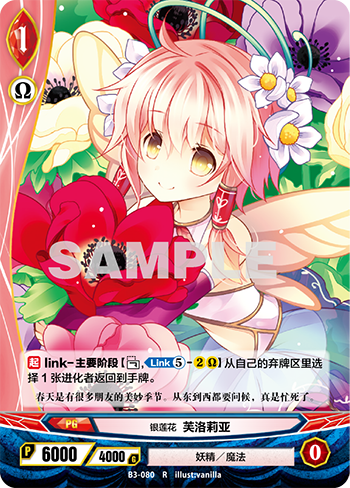 1
Ω
SAMPLE
起 link-主要阶段【, Link 5 - 2 Ω】从自己的弃牌区里选
择 1 张进化者返回到手牌。
春天是有很多朋友的美妙季节。从东到西都要问候，真是忙死了。
PG
银莲花 芙洛莉亚
P 6000 / 4000 G
妖精／魔法
0
B3-080 R illust:vanilla